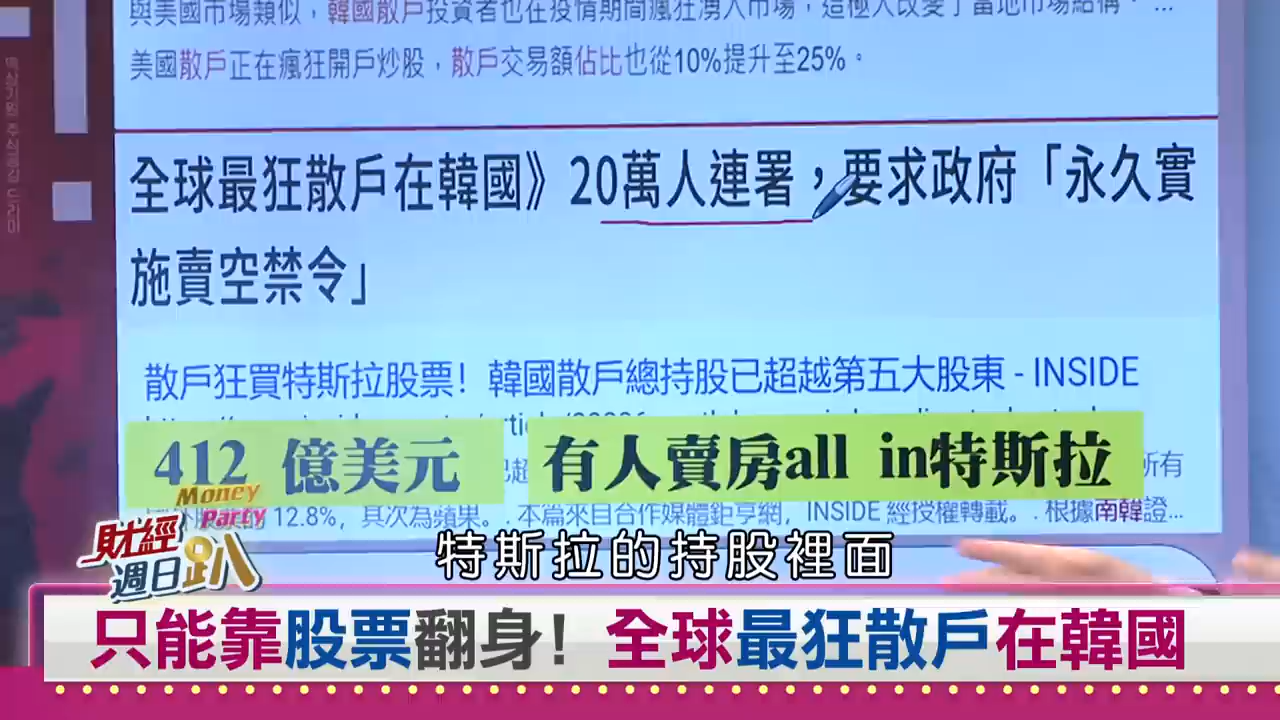 與美國市場類似，韓國散戶投資者也在疫情期間瘋狂湧入市場，這極大改變了當地市場結構。...
美國散戶正在瘋狂開戶炒股，散戶交易額佔比也從10%提升至25%。
全球最狂散戶在韓國》20萬人連署，要求政府「永久實
施賣空禁令」
散戶狂買特斯拉股票！韓國散戶總持股已超越第五大股東 - INSIDE
412 億美元 有人賣房all in特斯拉
所有
12.8%，其次為蘋果。. 本篇來自合作媒體鉅亨網，INSIDE 經授權轉載。. 根據南韓證...
Money
Party
財經
週日趴
特斯拉的持股裡面
只能靠股票翻身！全球最狂散戶在韓國